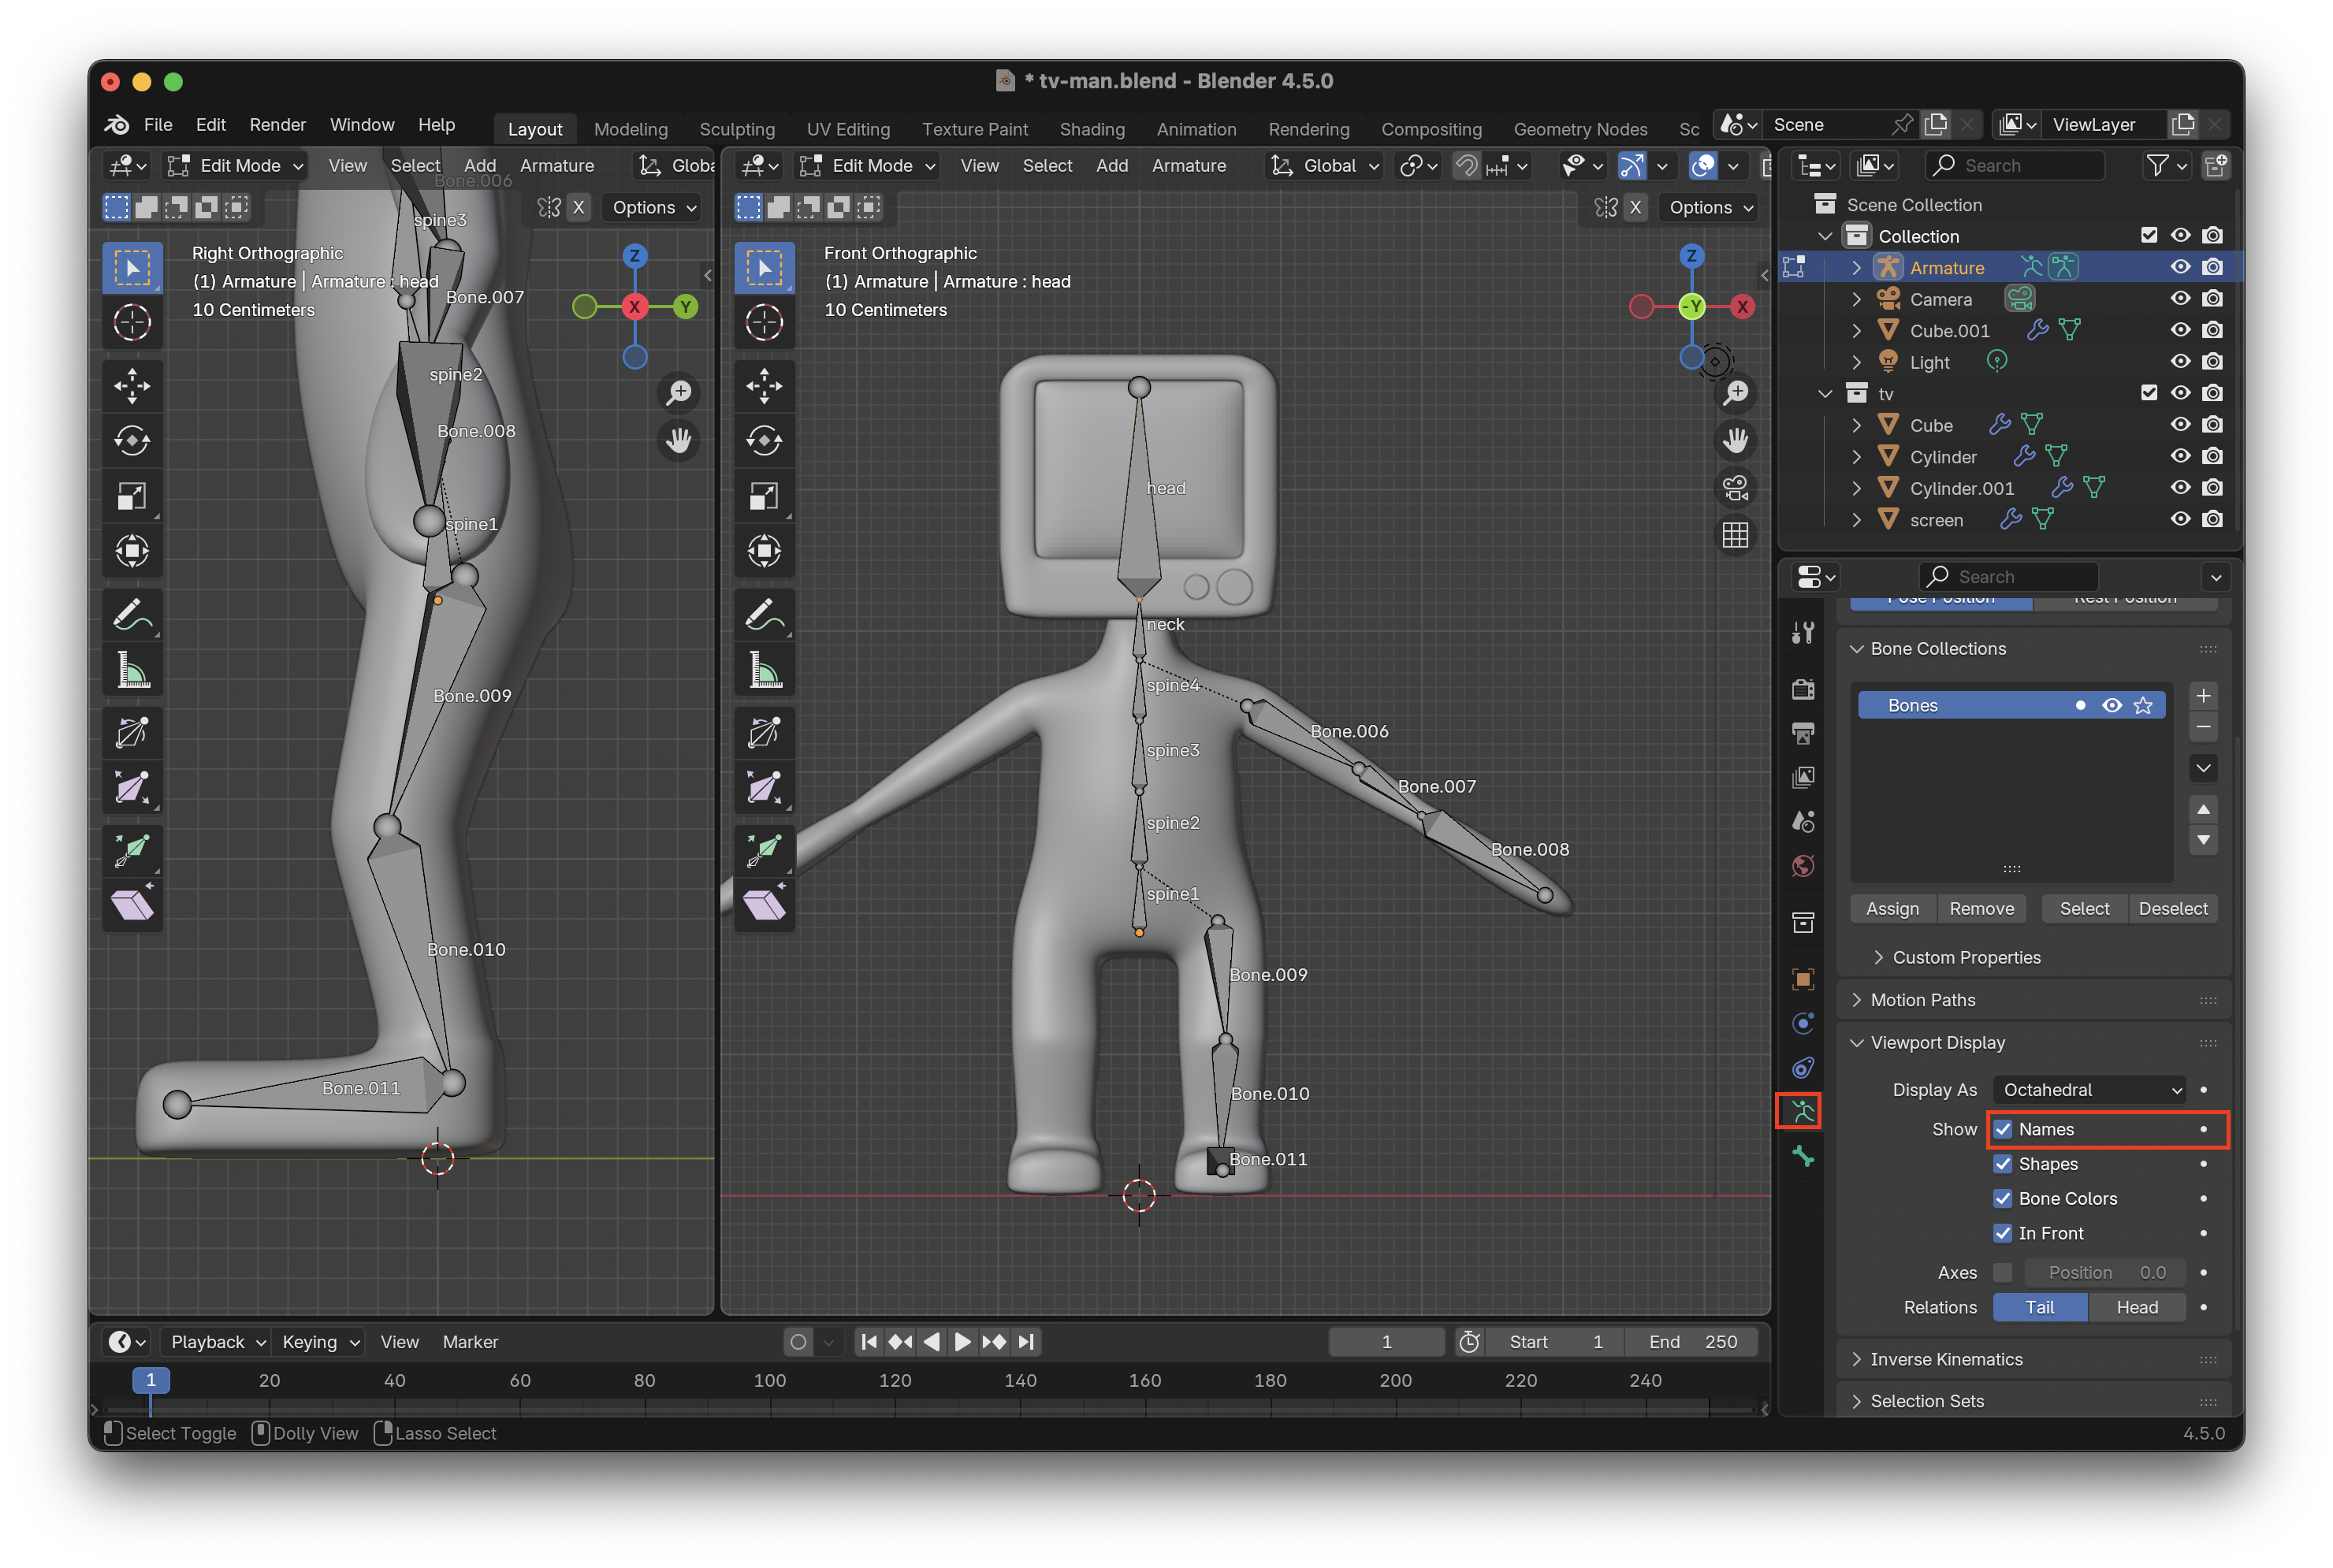 * tv-man.blend - Blender 4.5.0
File Edit Render Window Help Layout Modeling Sculpting UV Editing Texture Paint Shading Animation Rendering Compositing Geometry Nodes Sc Scene ViewLayer
Edit Mode View Select Add Armature Globa
X Options
Right Orthographic
(1) Armature | Armature : head
10 Centimeters
Z
X
Y
Bone.006
spine3
Bone.007
spine2
Bone.008
spine1
Bone.009
Bone.010
Bone.011
Edit Mode View Select Add Armature Global
X Options
Front Orthographic
(1) Armature | Armature : head
10 Centimeters
Z
-Y
X
head
neck
spine4
Bone.006
spine3
Bone.007
spine2
Bone.008
spine1
Bone.009
Bone.010
Bone.011
Search
Scene Collection
Collection
Armature
Camera
Cube.001
Light
tv
Cube
Cylinder
Cylinder.001
screen
Search
Pose Position Rest Position
Bone Collections
Bones
Assign Remove Select Deselect
Custom Properties
Motion Paths
Viewport Display
Display As Octahedral
Show Names
Shapes
Bone Colors
In Front
Axes Position 0.0
Relations Tail Head
Inverse Kinematics
Selection Sets
Playback Keying View Marker 1 Start 1 End 250
1 20 40 60 80 100 120 140 160 180 200 220 240
Select Toggle Dolly View Lasso Select 4.5.0